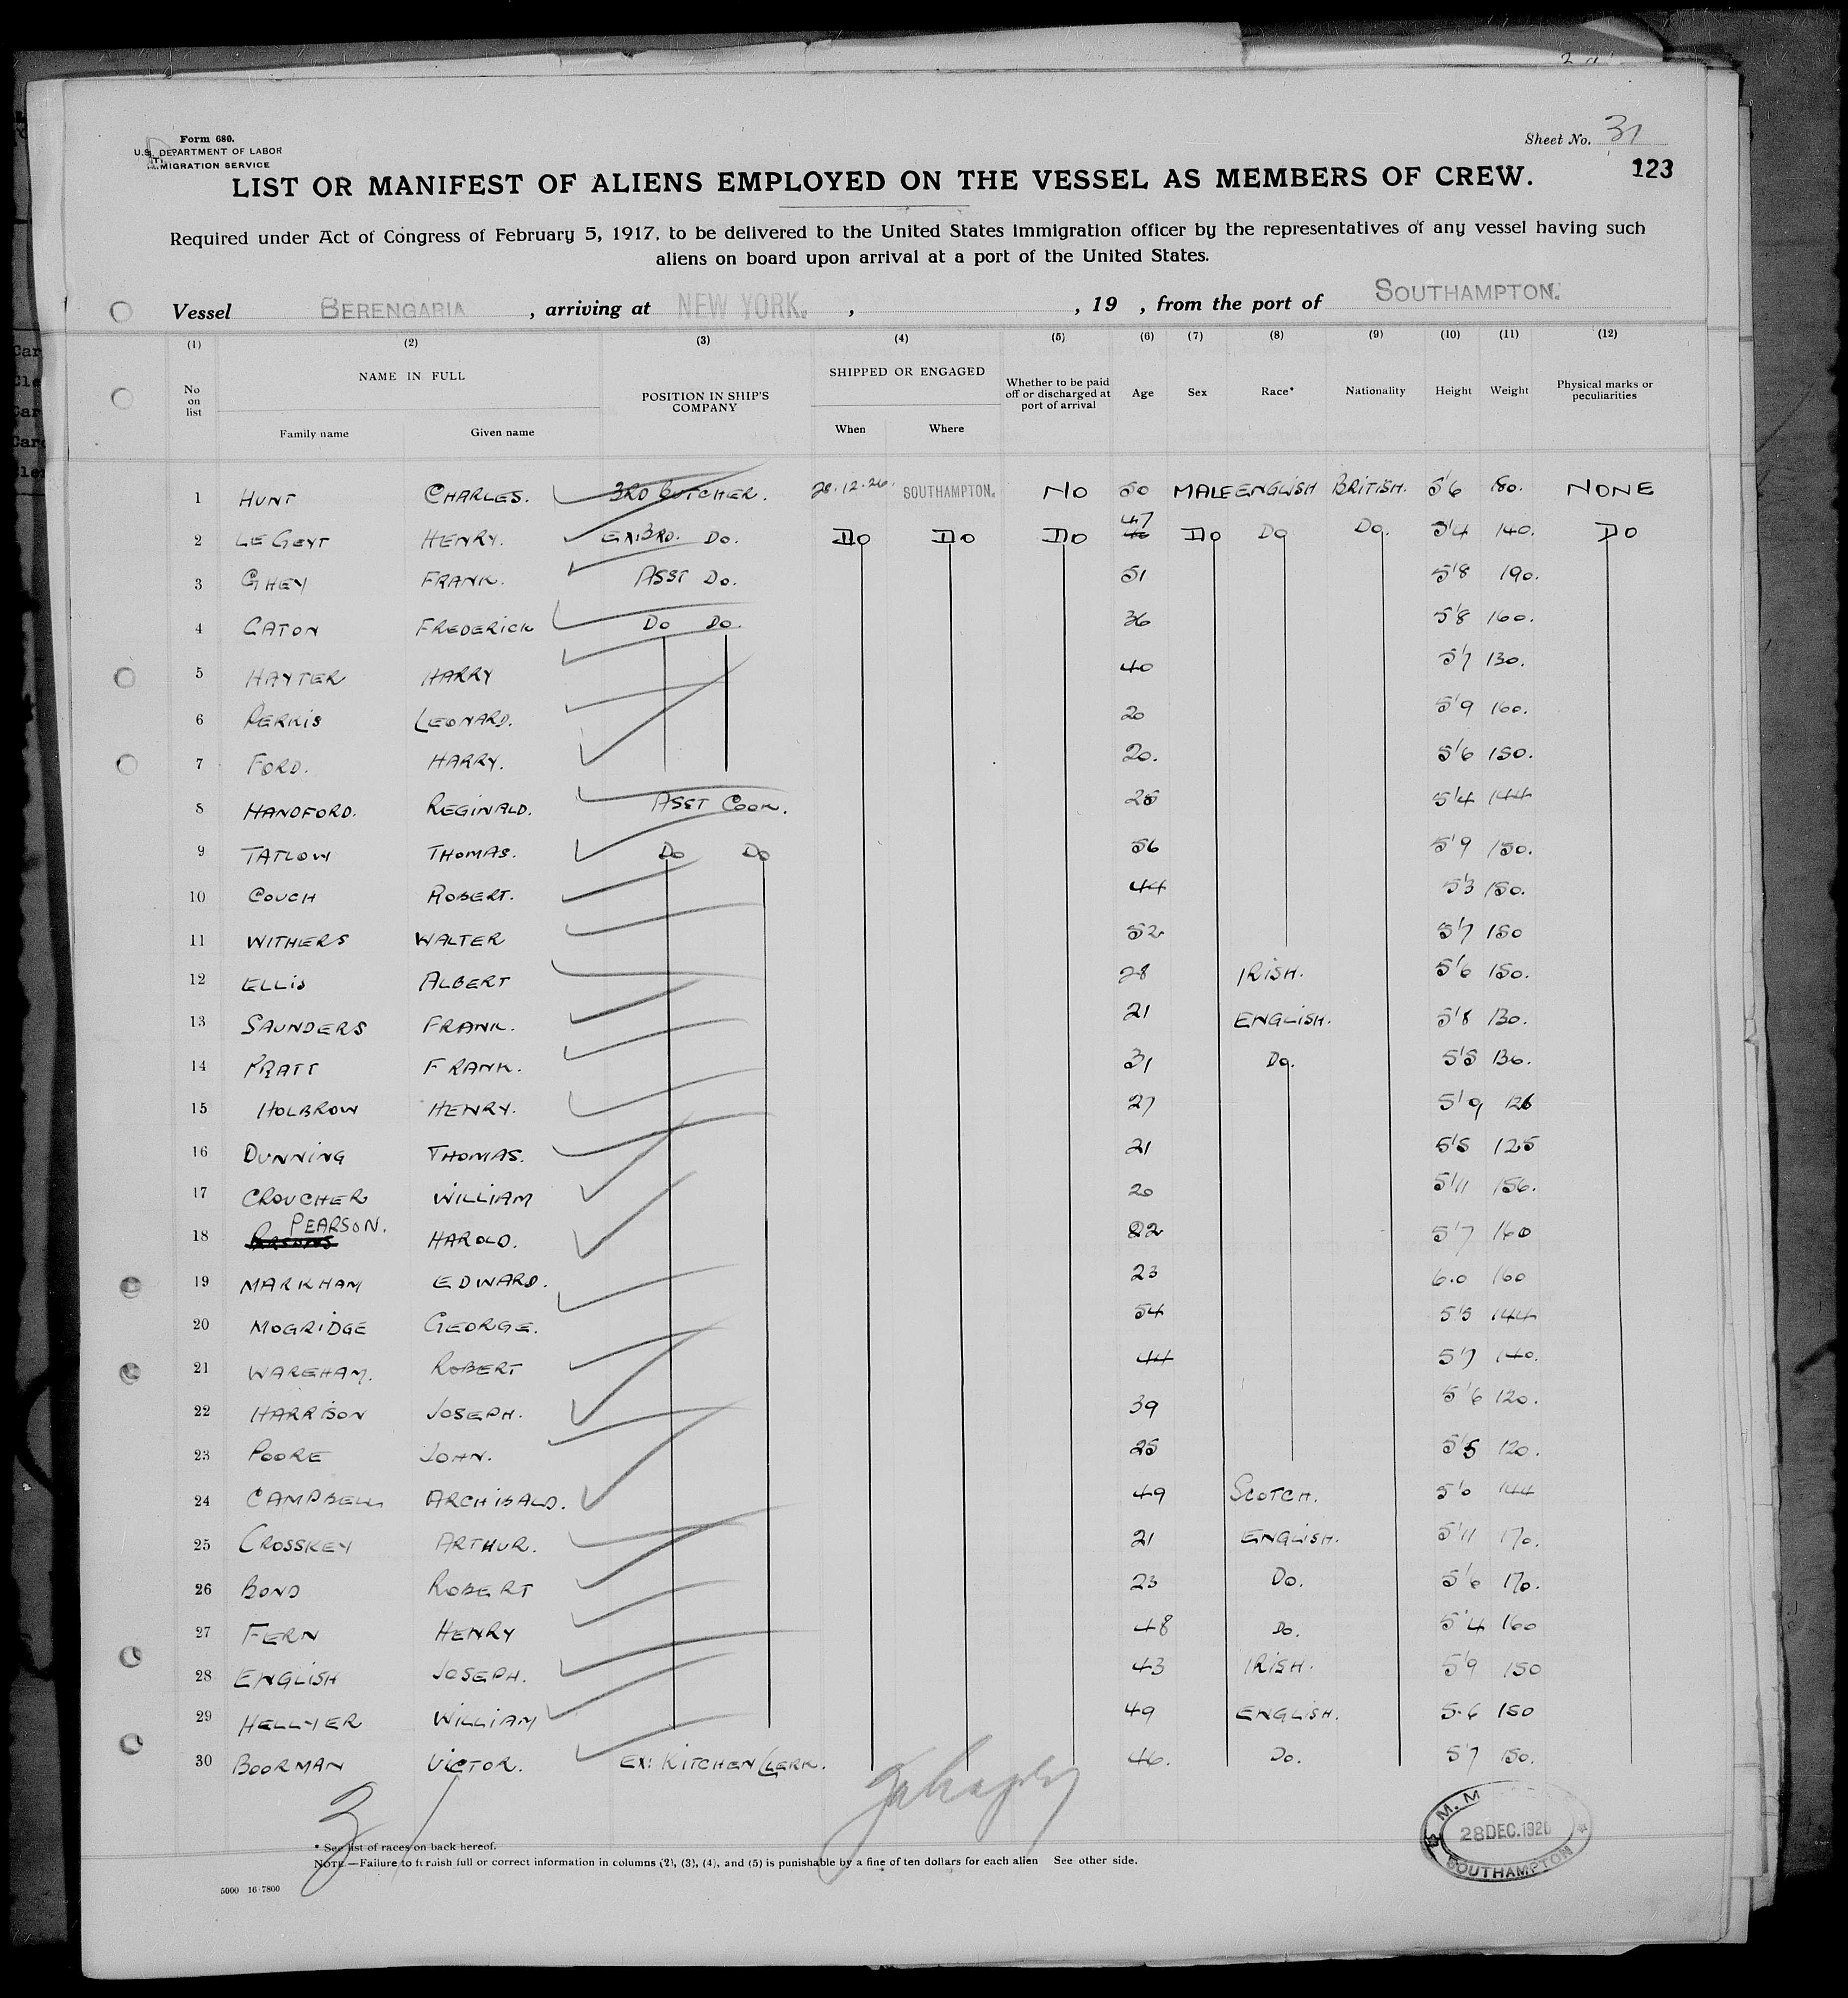 Form 680.
U.S. DEPARTMENT OF LABOR
IMMIGRATION SERVICE
Sheet No. 31
123
LIST OR MANIFEST OF ALIENS EMPLOYED ON THE VESSEL AS MEMBERS OF CREW.
Required under Act of Congress of February 5, 1917, to be delivered to the United States immigration officer by the representatives of any vessel having such
aliens on board upon arrival at a port of the United States.
Vessel BERENGARIA , arriving at NEW YORK. , , 19 , from the port of SOUTHAMPTON.
(1) (2) (3) (4) (5) (6) (7) (8) (9) (10) (11) (12)
No on list NAME IN FULL Family name Given name POSITION IN SHIP'S COMPANY SHIPPED OR ENGAGED When Where Whether to be paid off or discharged at port of arrival Age Sex Race* Nationality Height Weight Physical marks or peculiarities
1 HUNT CHARLES. 3RD BUTCHER. 28.12.26. SOUTHAMPTON. NO 50 MALE ENGLISH BRITISH. 5'6 180. NONE
2 LE GEYT HENRY. EX:3RD. DO. DO DO DO 47 DO DO DO. 5'4 140. DO
3 GHEY FRANK. ASST DO. 51 5'8 190.
4 CATON FREDERICK DO DO. 36 5'8 160.
5 HAYTER HARRY 40 5'7 130.
6 PERRIS LEONARD. 20 5'9 160.
7 FORD. HARRY. 20. 5'6 150.
8 HANDFORD. REGINALD. ASST COOK. 25 5'4 144
9 TATLOW THOMAS. DO DO 56 5'9 150.
10 COUCH ROBERT. 44 5'3 150.
11 WITHERS WALTER 52 5'7 150
12 ELLIS ALBERT 28 IRISH. 5'6 150.
13 SAUNDERS FRANK. 21 ENGLISH. 5'8 130.
14 PRATT FRANK. 31 DO. 5'5 136.
15 HOLBROW HENRY. 27 5'9 126
16 DUNNING THOMAS. 21 5'5 125
17 CROUCHER WILLIAM 20 5'11 156.
18 PEARSON. HAROLD. 22 5'7 160
19 MARKHAM EDWARD. 23 6.0 160
20 MOGRIDGE GEORGE. 54 5'5 144
21 WAREHAM. ROBERT 44 5'7 140.
22 HARRISON JOSEPH. 39 5'6 120.
23 POORE JOHN. 25 5'5 120.
24 CAMPBELL ARCHIBALD. 49 SCOTCH. 5'6 144
25 CROSSKEY ARTHUR. 21 ENGLISH. 5'11 170.
26 BOND ROBERT 23 DO. 5'6 170.
27 FERN HENRY 48 DO. 5'4 160
28 ENGLISH JOSEPH. 43 IRISH. 5'9 150
29 HELLYER WILLIAM 49 ENGLISH. 5.6 150
30 BOORMAN VICTOR. EX: KITCHEN CLERK. 46. DO. 5'7 150.
* See list of races on back hereof.
NOTE.—Failure to furnish full or correct information in columns (2), (3), (4), and (5) is punishable by a fine of ten dollars for each alien See other side.
5000 16-7800
M. M
28 DEC. 1926
SOUTHAMPTON